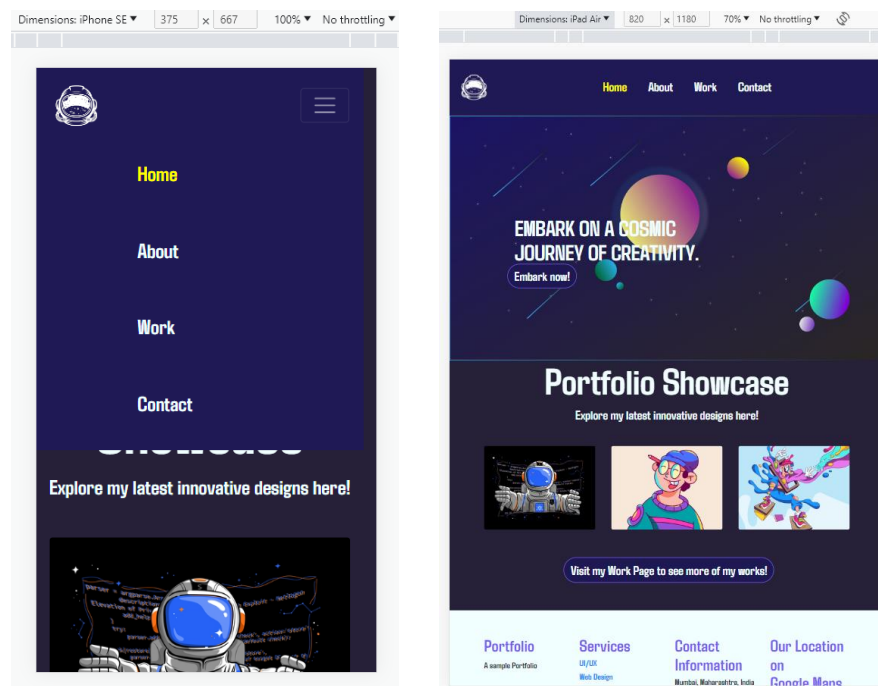 Dimensions: iPhone SE ▼ 375 × 667 100% ▼ No throttling ▼
Home
About
Work
Contact
Explore my latest innovative designs here!
Dimensions: iPad Air ▼ 820 × 1180 70% ▼ No throttling ▼
Home About Work Contact
EMBARK ON A COSMIC
JOURNEY OF CREATIVITY.
Embark now!
Portfolio Showcase
Explore my latest innovative designs here!
Visit my Work Page to see more of my works!
Portfolio Services Contact Our Location
Information on
A sample Portfolio UI/UX
Web Design Mumbai, Maharashtra, India Google Maps